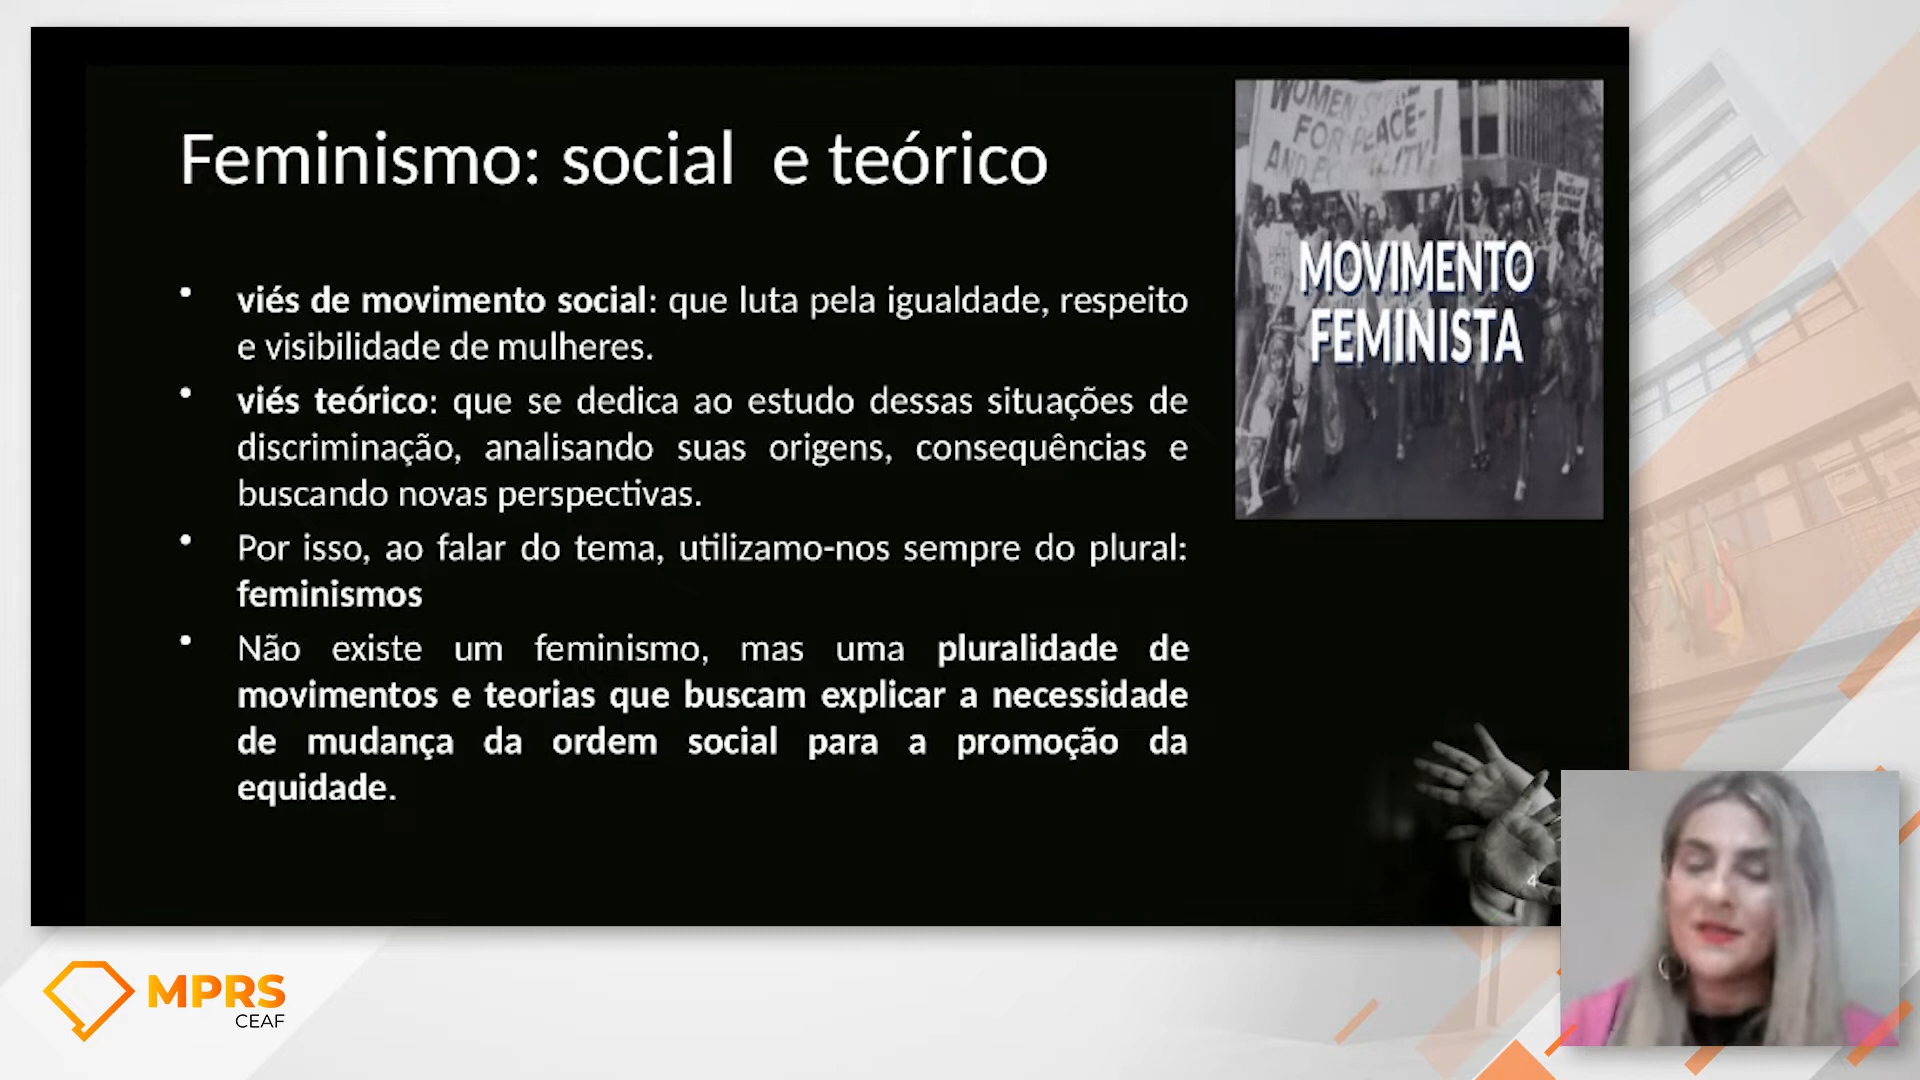 Feminismo: social e teórico
• viés de movimento social: que luta pela igualdade, respeito
e visibilidade de mulheres.
• viés teórico: que se dedica ao estudo dessas situações de
discriminação, analisando suas origens, consequências e
buscando novas perspectivas.
• Por isso, ao falar do tema, utilizamo-nos sempre do plural:
feminismos
• Não existe um feminismo, mas uma pluralidade de
movimentos e teorias que buscam explicar a necessidade
de mudança da ordem social para a promoção da
equidade.
WOMEN
FOR PEACE
AND
MOVIMENTO
FEMINISTA
4
MPRS
CEAF